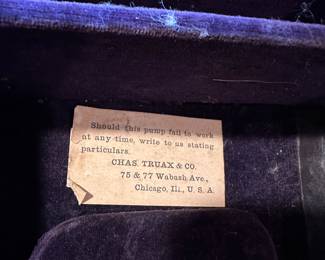 Should this pump fail to work
at any time, write to us stating
particulars.
CHAS. TRUAX & CO.
75 & 77 Wabash Ave.,
Chicago, Ill., U. S. A.